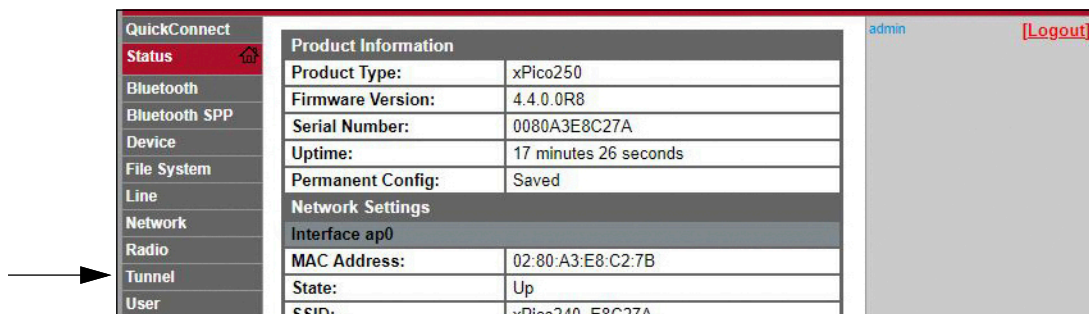 QuickConnect
Status
Bluetooth
Bluetooth SPP
Device
File System
Line
Network
Radio
Tunnel
User
Product Information
Product Type: xPico250
Firmware Version: 4.4.0.0R8
Serial Number: 0080A3E8C27A
Uptime: 17 minutes 26 seconds
Permanent Config: Saved
Network Settings
Interface ap0
MAC Address: 02:80:A3:E8:C2:7B
State: Up
SSID: xPico240_E8C27A
admin [Logout]